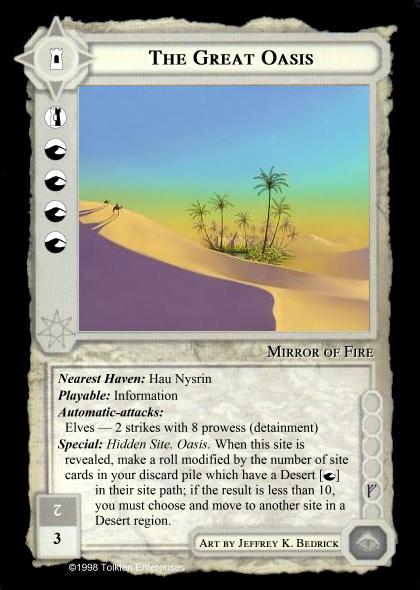 THE GREAT OASIS
MIRROR OF FIRE
Nearest Haven: Hau Nysrin
Playable: Information
Automatic-attacks:
Elves — 2 strikes with 8 prowess (detainment)
Special: Hidden Site. Oasis. When this site is
revealed, make a roll modified by the number of site
cards in your discard pile which have a Desert [ ]
in their site path; if the result is less than 10,
you must choose and move to another site in a
Desert region.
2
3
ART BY JEFFREY K. BEDRICK
©1998 Tolkien Enterprises